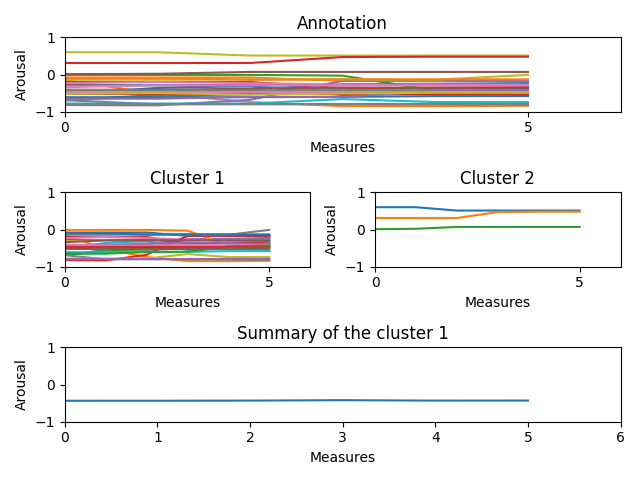 Annotation
1
0
−1
Arousal
0
5
Measures
Cluster 1
1
0
−1
Arousal
0
5
Measures
Cluster 2
1
0
−1
Arousal
0
5
Measures
Summary of the cluster 1
1
0
−1
Arousal
0 1 2 3 4 5 6
Measures